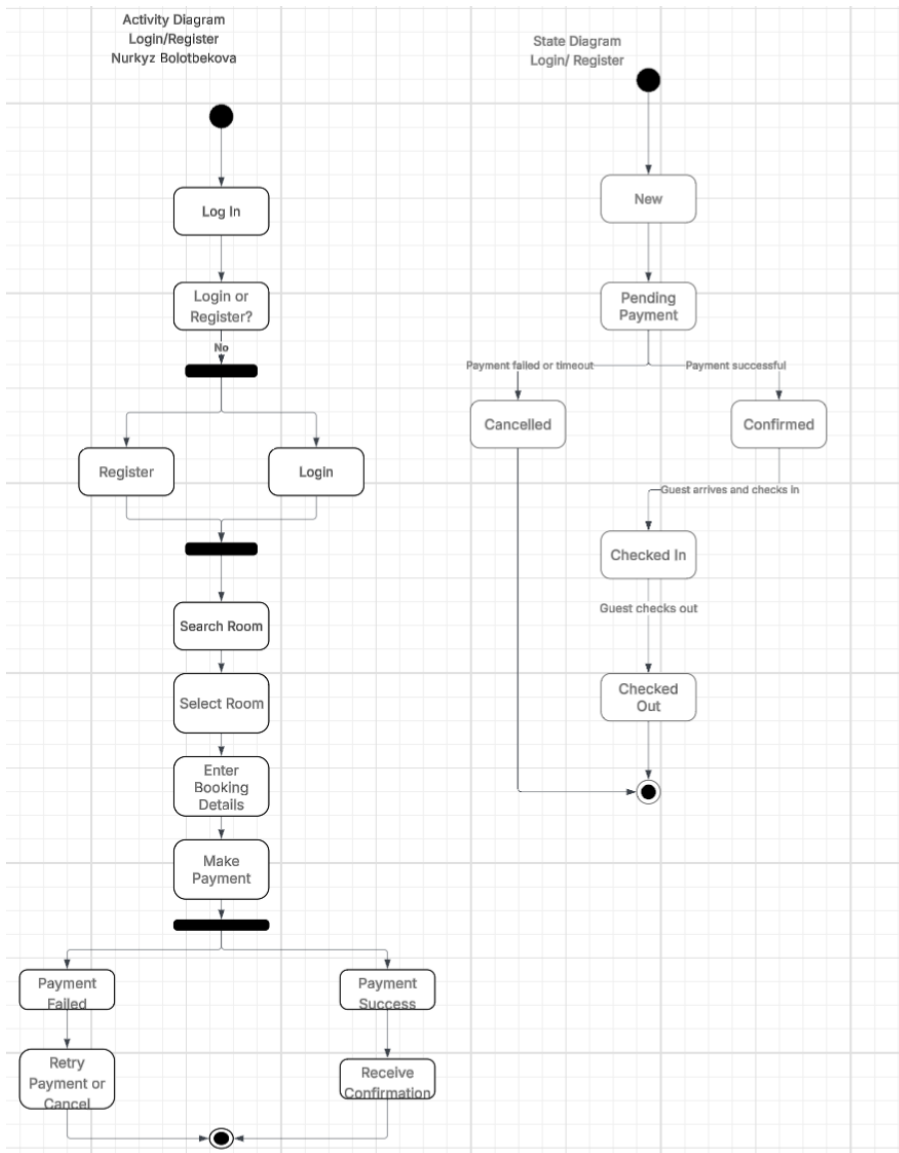 Activity Diagram
Login/Register
Nurkyz Bolotbekova
Log In
Login or
Register?
No
Register
Login
Search Room
Select Room
Enter
Booking
Details
Make
Payment
Payment
Failed
Payment
Success
Retry
Payment or
Cancel
Receive
Confirmation
State Diagram
Login/ Register
New
Pending
Payment
Payment failed or timeout
Payment successful
Cancelled
Confirmed
Guest arrives and checks in
Checked In
Guest checks out
Checked
Out